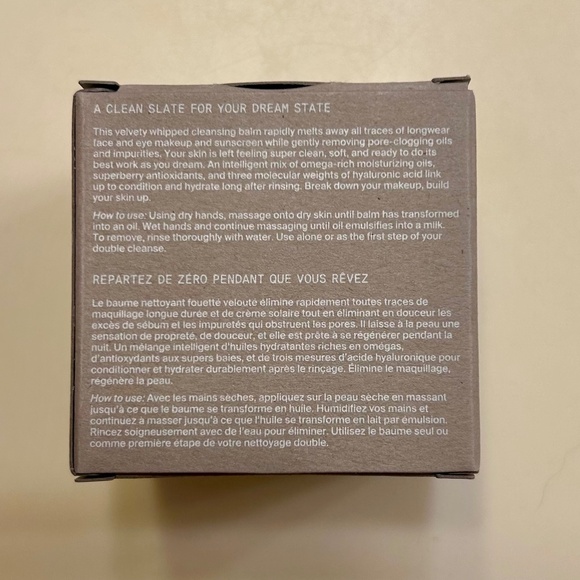 A CLEAN SLATE FOR YOUR DREAM STATE
This velvety whipped cleansing balm rapidly melts away all traces of longwear
face and eye makeup and sunscreen while gently removing pore-clogging oils
and impurities. Your skin is left feeling super clean, soft, and ready to do its
best work as you dream. An intelligent mix of omega-rich moisturizing oils,
superberry antioxidants, and three molecular weights of hyaluronic acid link
up to condition and hydrate long after rinsing. Break down your makeup, build
your skin up.
How to use: Using dry hands, massage onto dry skin until balm has transformed
into an oil. Wet hands and continue massaging until oil emulsifies into a milk.
To remove, rinse thoroughly with water. Use alone or as the first step of your
double cleanse.
REPARTEZ DE ZÉRO PENDANT QUE VOUS RÊVEZ
Le baume nettoyant fouetté velouté élimine rapidement toutes traces de
maquillage longue durée et de crème solaire tout en éliminant en douceur les
excès de sébum et les impuretés qui obstruent les pores. Il laisse à la peau une
sensation de propreté, de douceur, et elle est prête à se régénérer pendant la
nuit. Un mélange intelligent d'huiles hydratantes riches en omégas,
d'antioxydants aux supers baies, et de trois mesures d'acide hyaluronique pour
conditionner et hydrater durablement après le rinçage. Élimine le maquillage,
régénère la peau.
How to use: Avec les mains sèches, appliquez sur la peau sèche en massant
jusqu'à ce que le baume se transforme en huile. Humidifiez vos mains et
continuez à masser jusqu'à ce que l'huile se transforme en lait par émulsion.
Rincez soigneusement avec de l'eau pour éliminer. Utilisez le baume seul ou
comme première étape de votre nettoyage double.